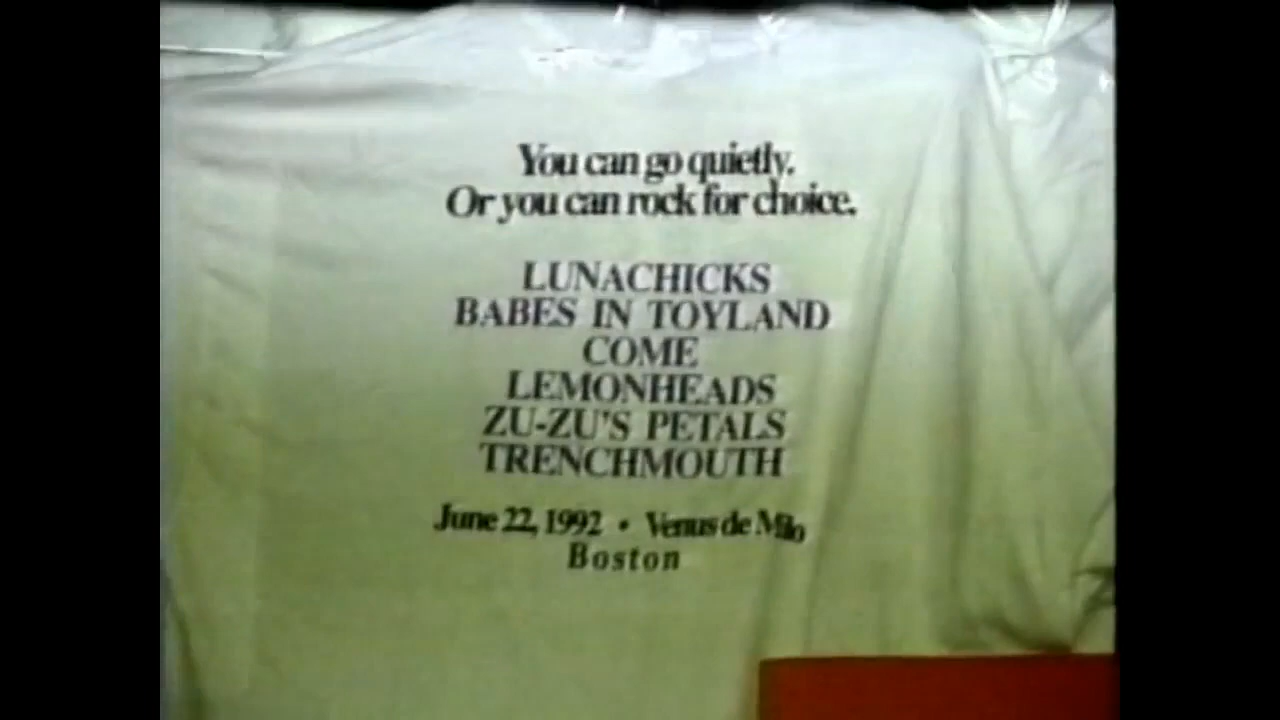 You can go quietly.
Or you can rock for choice.
LUNACHICKS
BABES IN TOYLAND
COME
LEMONHEADS
ZU-ZU'S PETALS
TRENCHMOUTH
June 22, 1992 • Venus de Milo
Boston